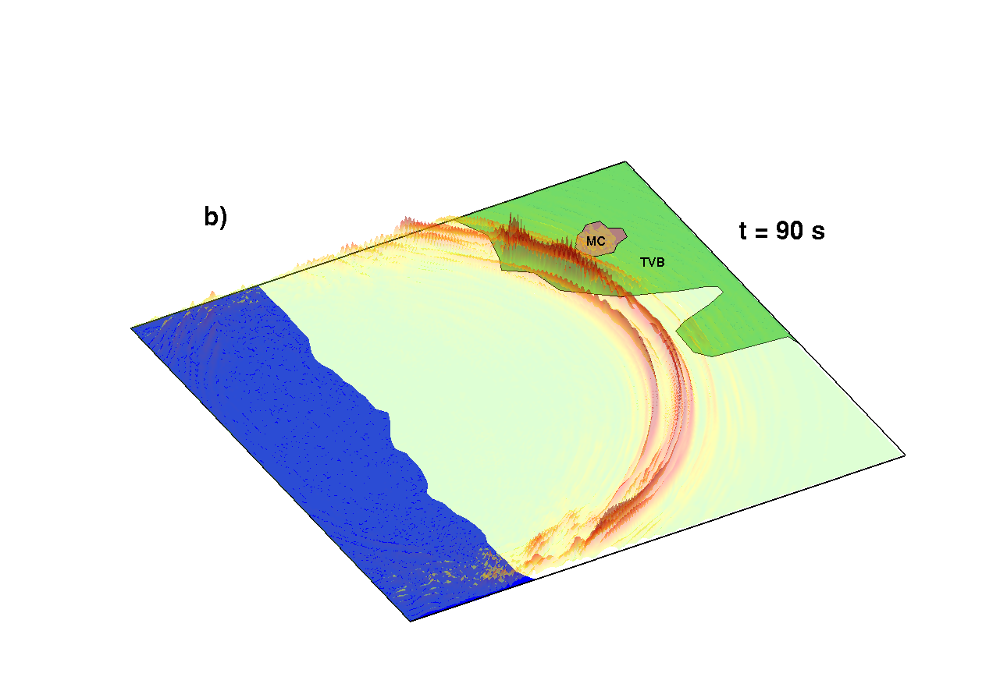 b)
t = 90 s
MC
TVB